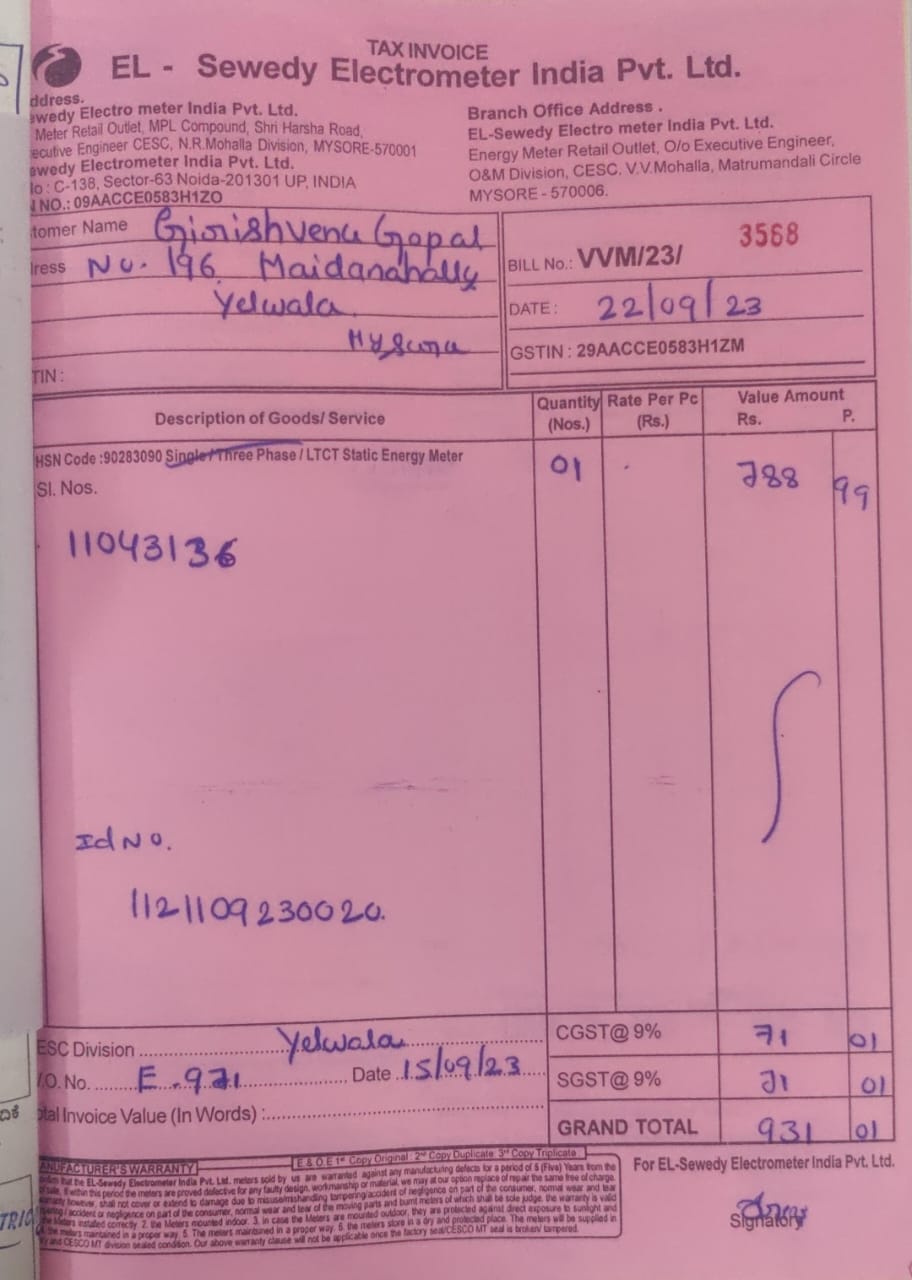 TAX INVOICE
EL - Sewedy Electrometer India Pvt. Ltd.
ddress.
ewedy Electro meter India Pvt. Ltd.
Meter Retail Outlet, MPL Compound, Shri Harsha Road,
ecutive Engineer CESC, N.R.Mohalla Division, MYSORE-570001
ewedy Electrometer India Pvt. Ltd.
lo : C-138, Sector-63 Noida-201301 UP, INDIA
N NO.: 09AACCE0583H1ZO
Branch Office Address .
EL-Sewedy Electro meter India Pvt. Ltd.
Energy Meter Retail Outlet, O/o Executive Engineer,
O&M Division, CESC. V.V.Mohalla, Matrumandali Circle
MYSORE - 570006.
tomer Name Girishvenu Gopal
ress No. 196 Maidanahally
Yelwala
Mysuru
TIN :
BILL No.: VVM/23/ 3568
DATE : 22/09/23
GSTIN : 29AACCE0583H1ZM
Description of Goods/ Service Quantity (Nos.) Rate Per Pc (Rs.) Value Amount Rs. P.
HSN Code :90283090 Single / Three Phase / LTCT Static Energy Meter 01 788 99
Sl. Nos.
11043136
Id No.
1121109230020.
ESC Division Yelwala
.O. No. E.971 Date 15/09/23
tal Invoice Value (In Words) :
CGST@ 9% 71 01
SGST@ 9% 71 01
GRAND TOTAL 931 01
E & O E 1st Copy Original : 2nd Copy Duplicate 3rd Copy Triplicate
ANUFACTURER'S WARRANTY
For EL-Sewedy Electrometer India Pvt. Ltd.
Signatory
TRIC